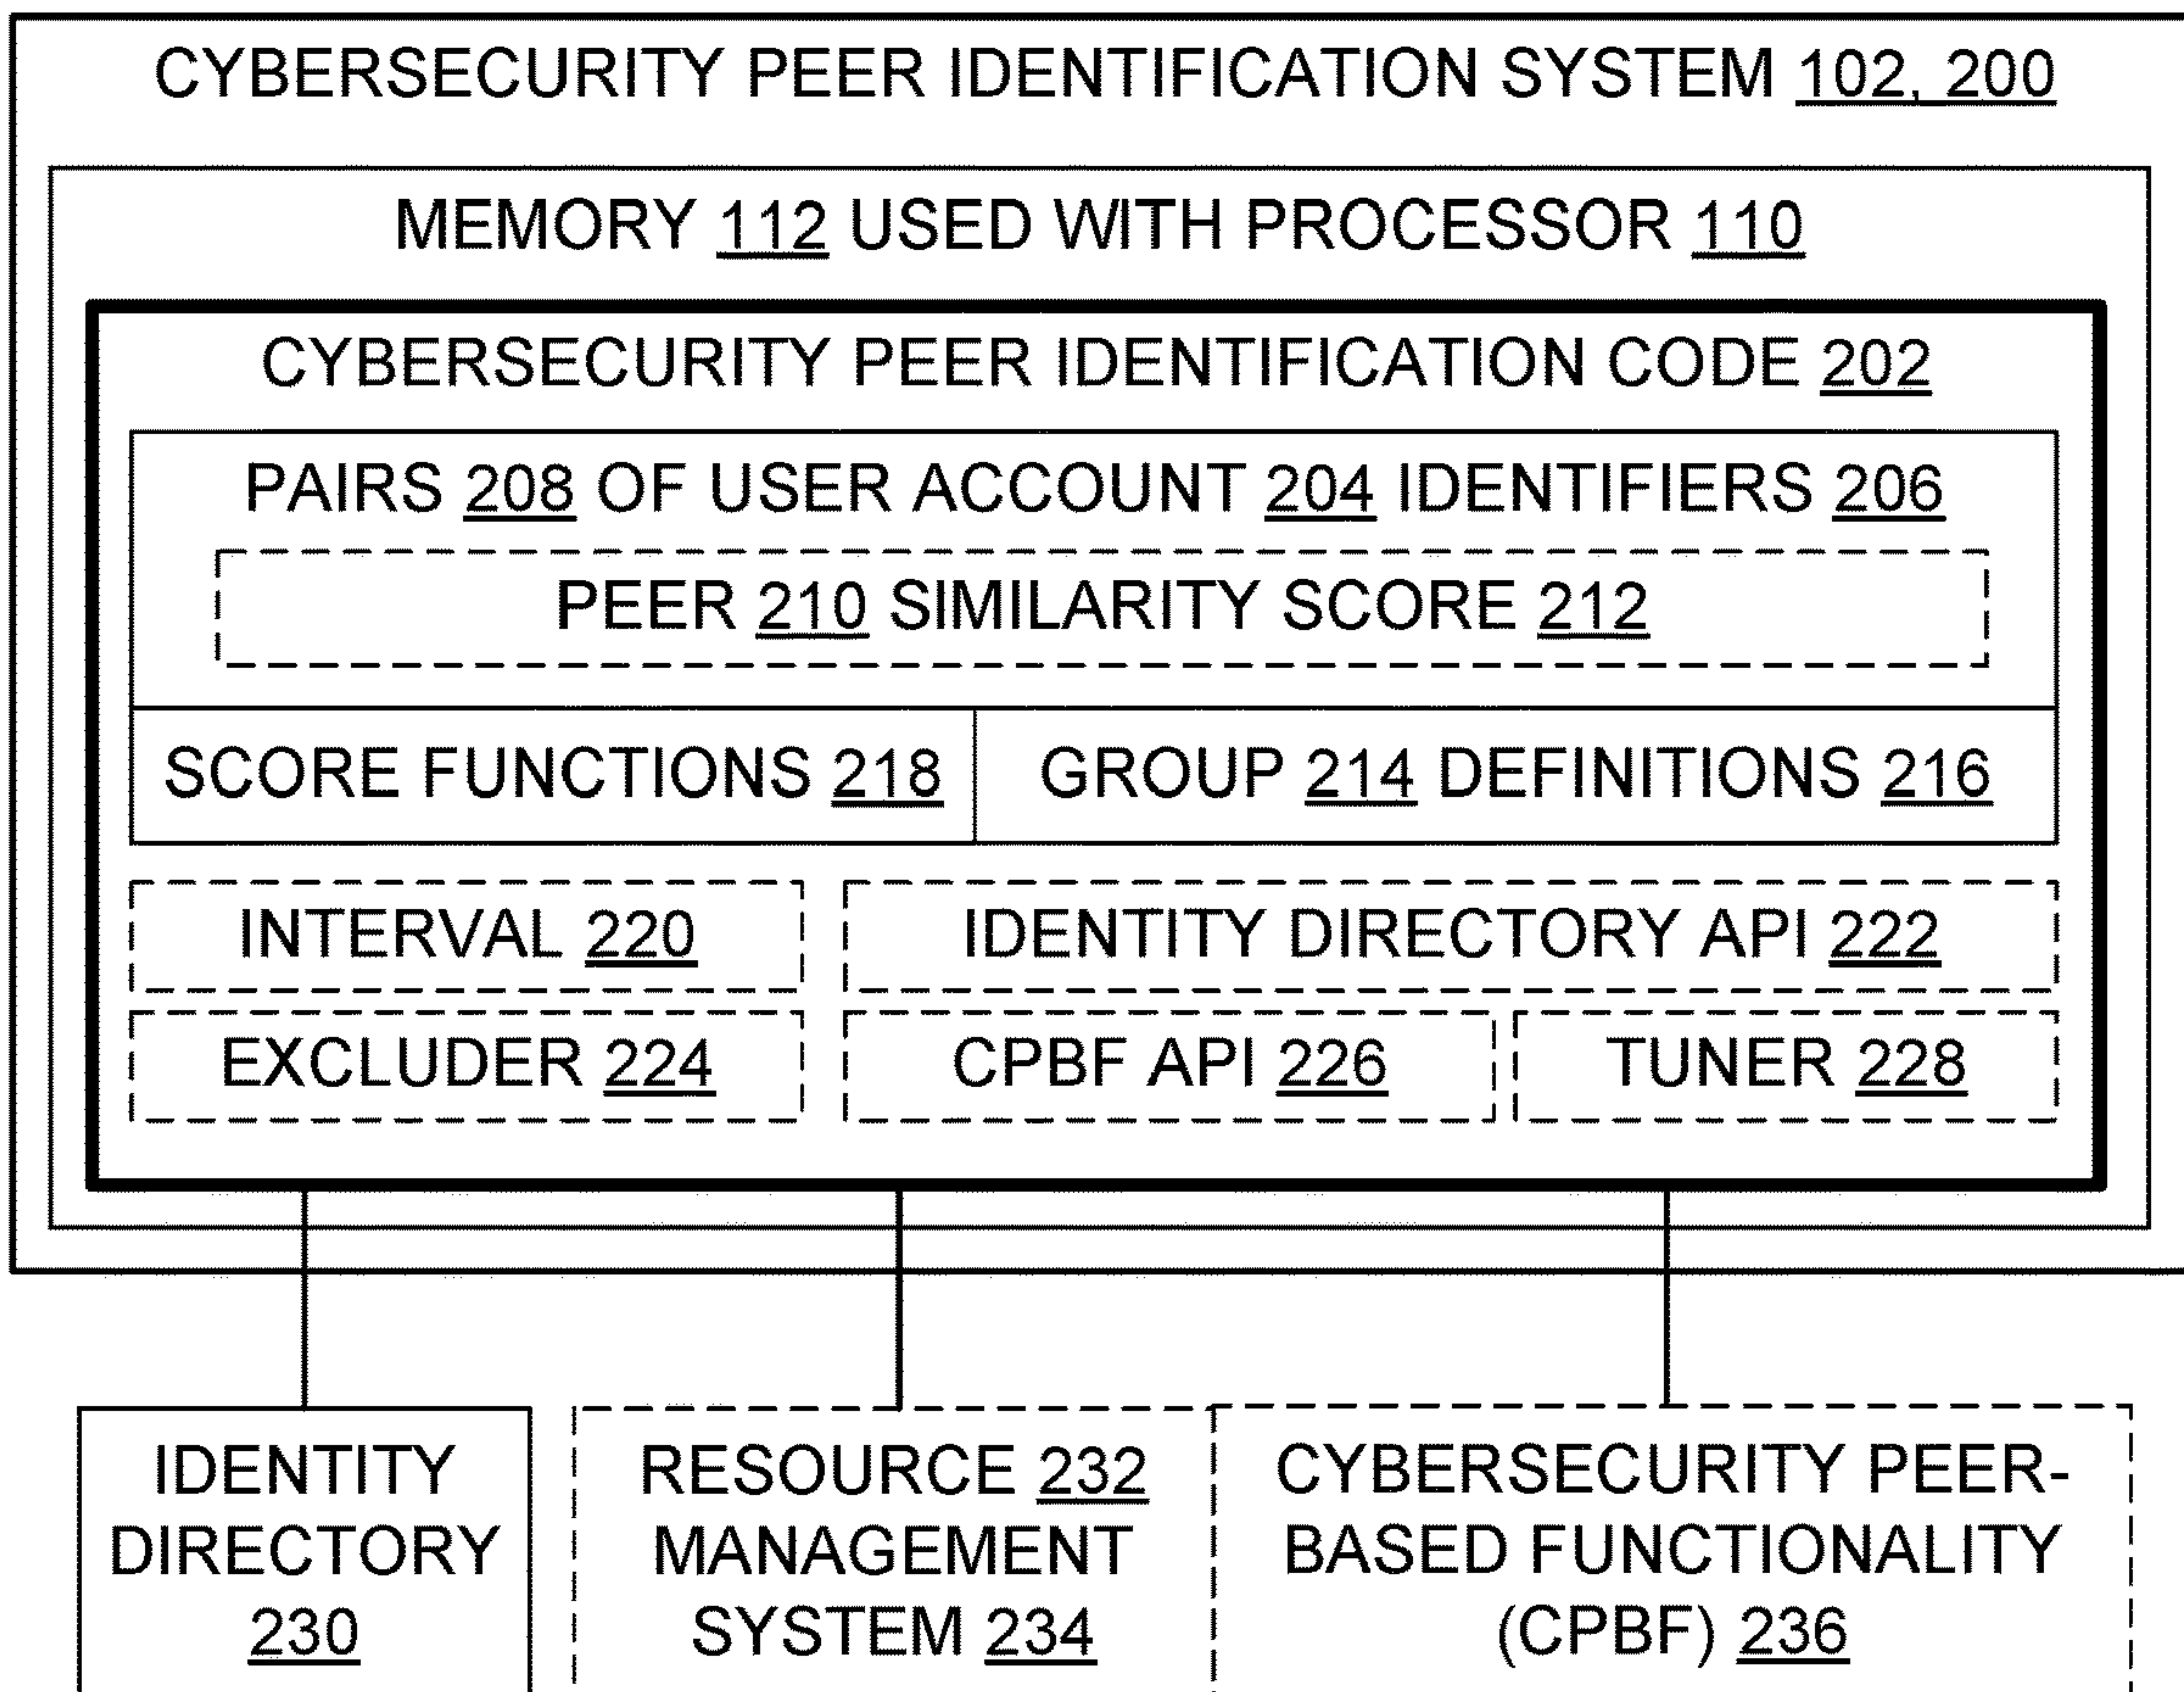 CYBERSECURITY PEER IDENTIFICATION SYSTEM 102, 200
MEMORY 112 USED WITH PROCESSOR 110
CYBERSECURITY PEER IDENTIFICATION CODE 202
PAIRS 208 OF USER ACCOUNT 204 IDENTIFIERS 206
PEER 210 SIMILARITY SCORE 212
SCORE FUNCTIONS 218
GROUP 214 DEFINITIONS 216
INTERVAL 220
IDENTITY DIRECTORY API 222
EXCLUDER 224
CPBF API 226
TUNER 228
IDENTITY
DIRECTORY
230
RESOURCE 232
MANAGEMENT
SYSTEM 234
CYBERSECURITY PEER-
BASED FUNCTIONALITY
(CPBF) 236